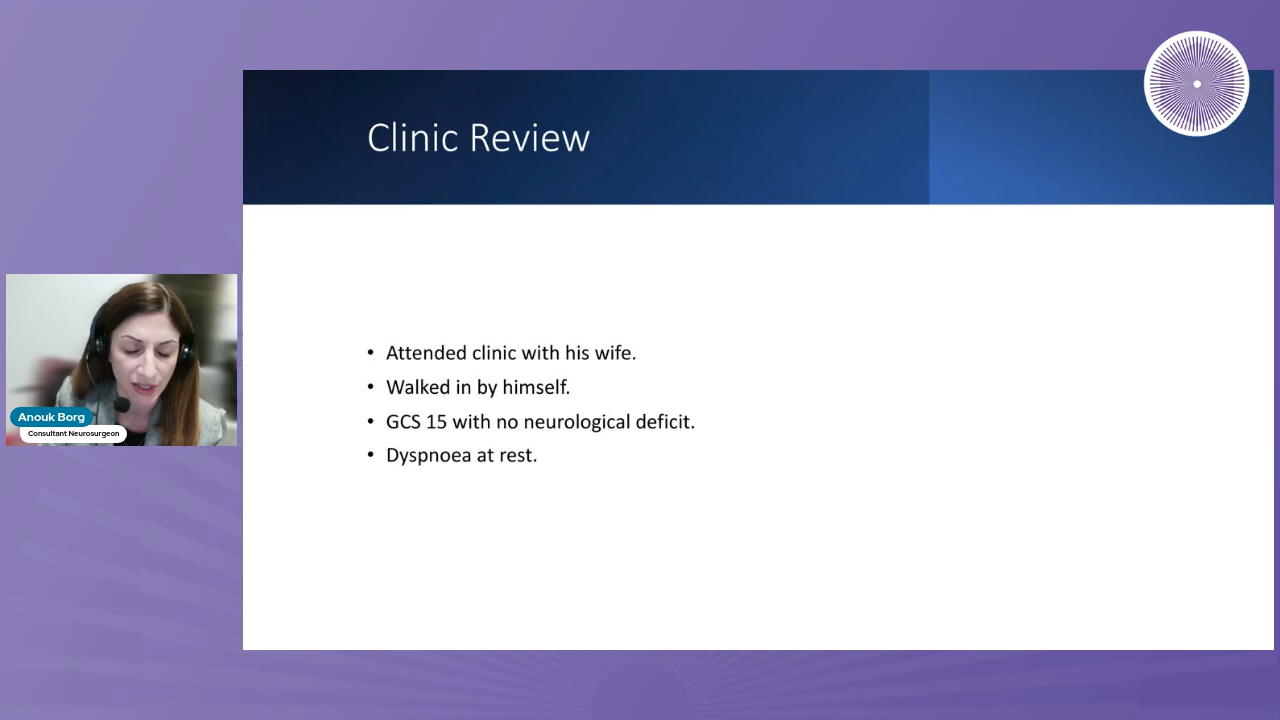 Clinic Review
• Attended clinic with his wife.
• Walked in by himself.
• GCS 15 with no neurological deficit.
• Dyspnoea at rest.
Anouk Borg
Consultant Neurosurgeon